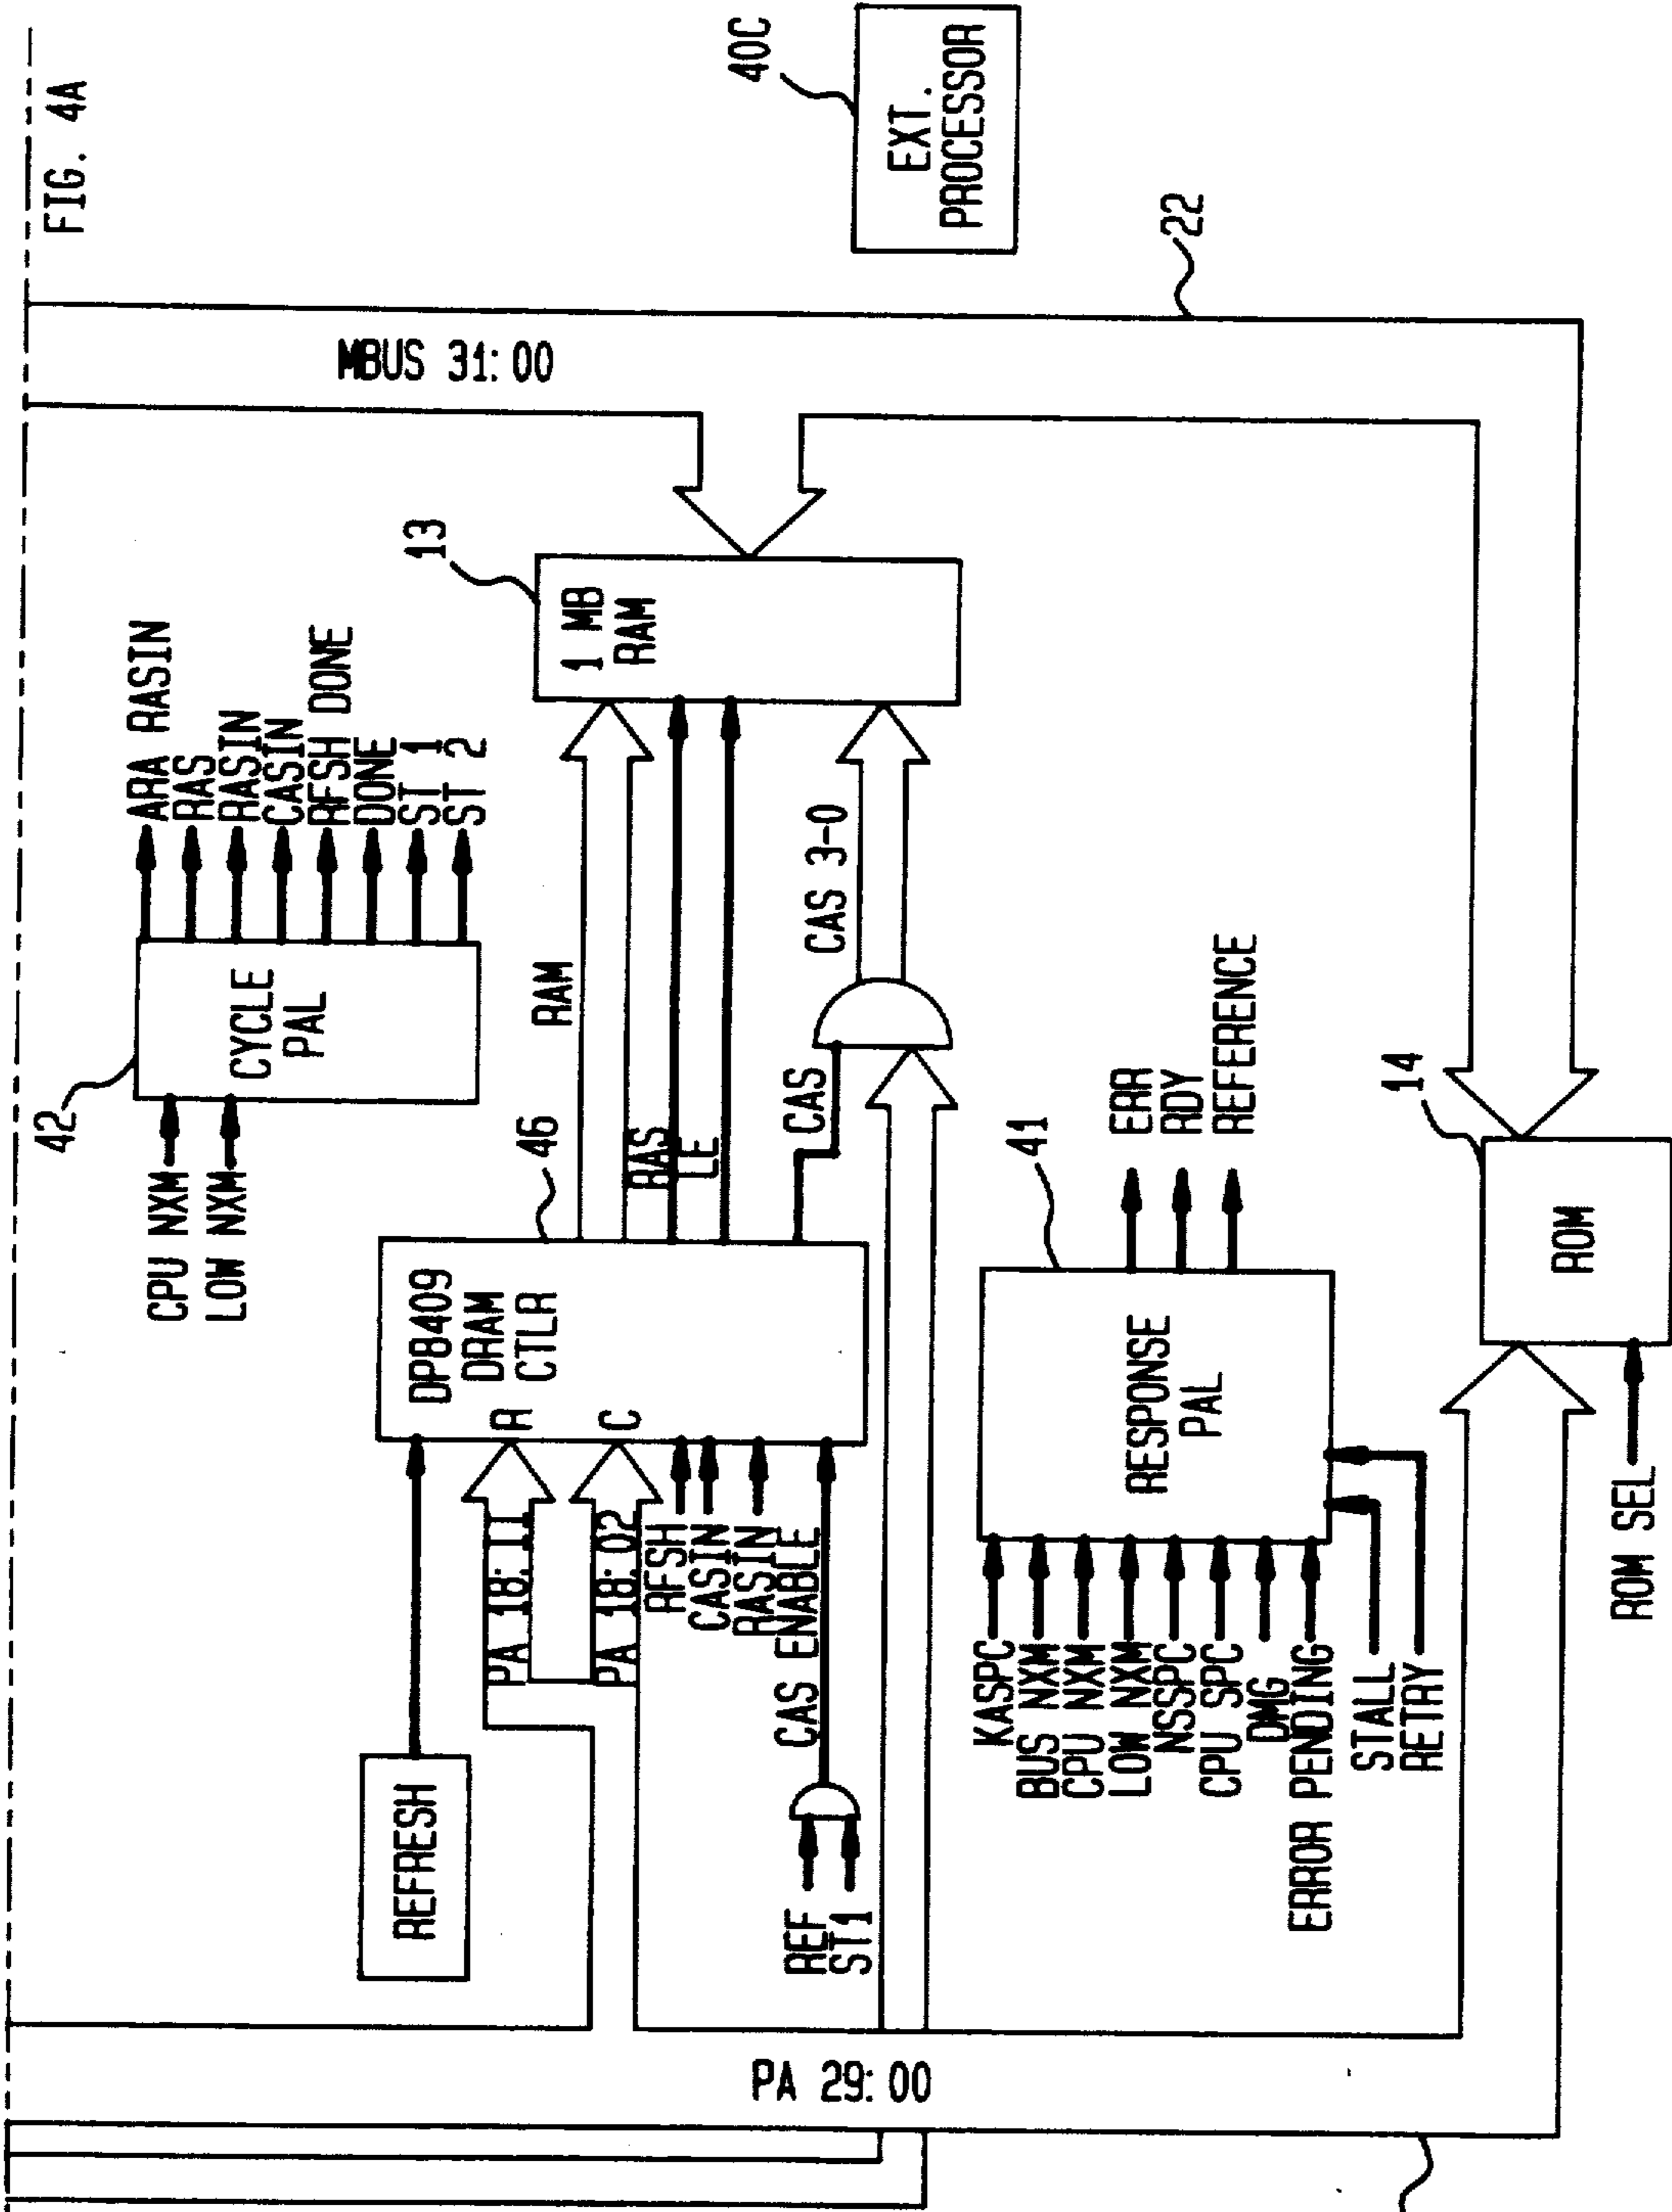 FIG. 4A
MBUS 31:00
40C
EXT.
PROCESSOR
22
42
CPU NXM
LOW NXM
CYCLE
PAL
ARA RASIN
RAS
RASIN
CASIN
RFSH DONE
DONE
ST 1
ST 2
13
1 MB
RAM
REFRESH
46
DP8409
DRAM
CTLR
R
C
PA 18:11
PA 18:02
RFSH
CASIN
RASIN
CAS ENABLE
REF
ST1
RAM
RAS
LE
CAS
CAS 3-0
PA 29:00
41
RESPONSE
PAL
KASPC
BUS NXM
CPU NXM
LOW NXM
NSSPC
CPU SPC
DMG
ERROR PENDING
STALL
RETRY
ERR
RDY
REFERENCE
14
ROM
ROM SEL